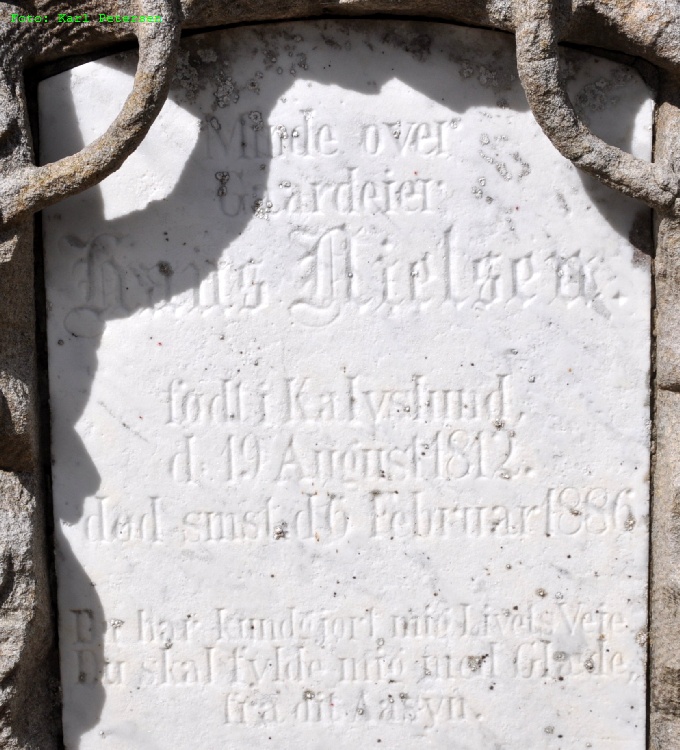 Foto: Karl Petersen
Minde over
Gaardeier
Hans Nielsen.
født i Kalvslund,
d. 19 August 1812.
død smst. d. 6 Februar 1886
Du har kundgjort mig Livets Veje
Du skal fylde mig med Glæde,
fra dit Aasyn.